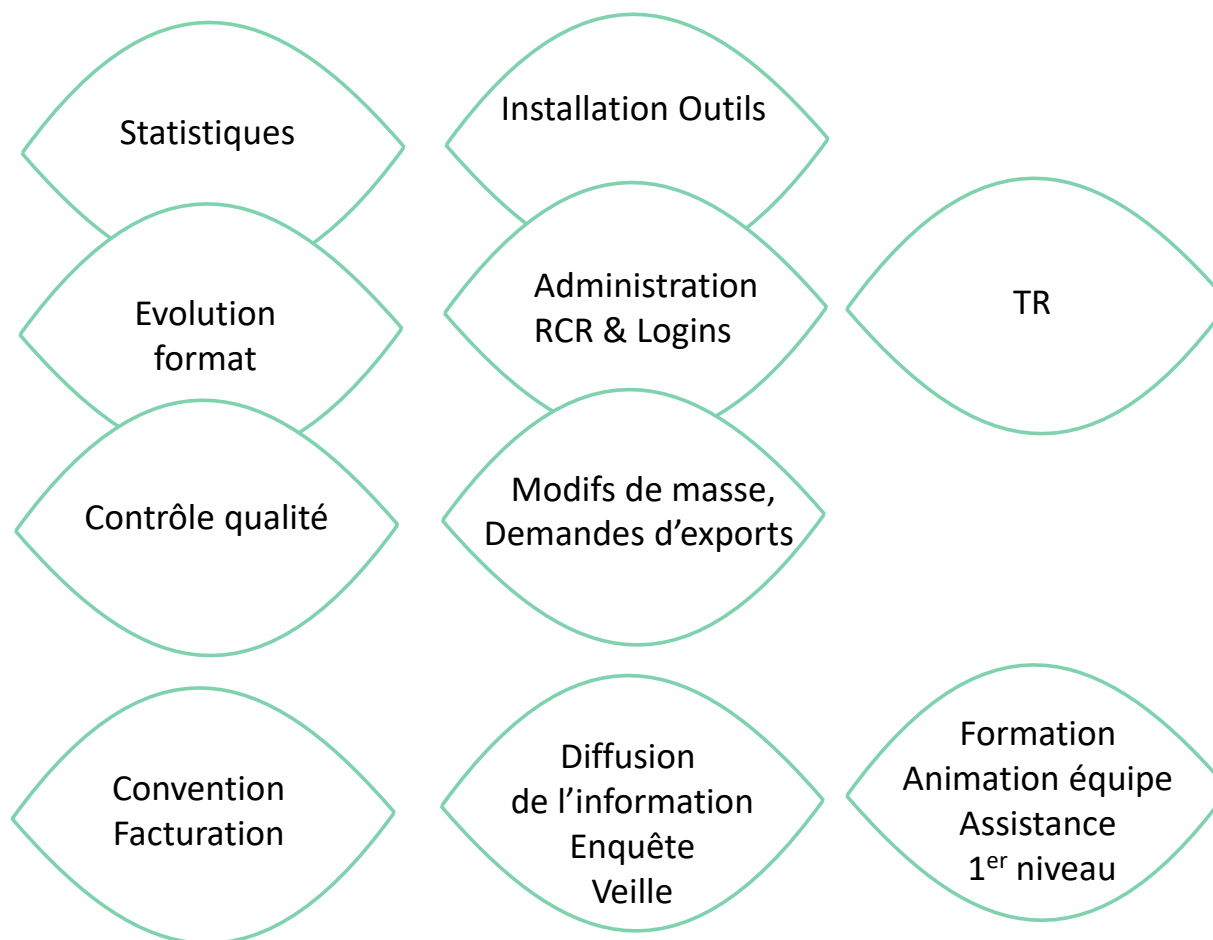 Statistiques
Installation Outils
Evolution
format
Administration
RCR & Logins
TR
Contrôle qualité
Modifs de masse,
Demandes d’exports
Convention
Facturation
Diffusion
de l’information
Enquête
Veille
Formation
Animation équipe
Assistance
1er niveau